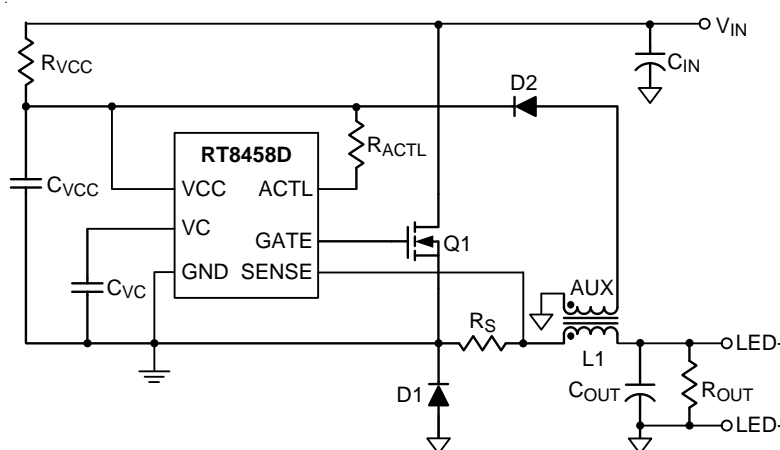 VIN
RVCC
CIN
D2
RT8458D
RACTL
CVCC
VCC
ACTL
VC
GATE
Q1
AUX
CVC
GND
SENSE
RS
L1
LED-
COUT
ROUT
D1
LED-